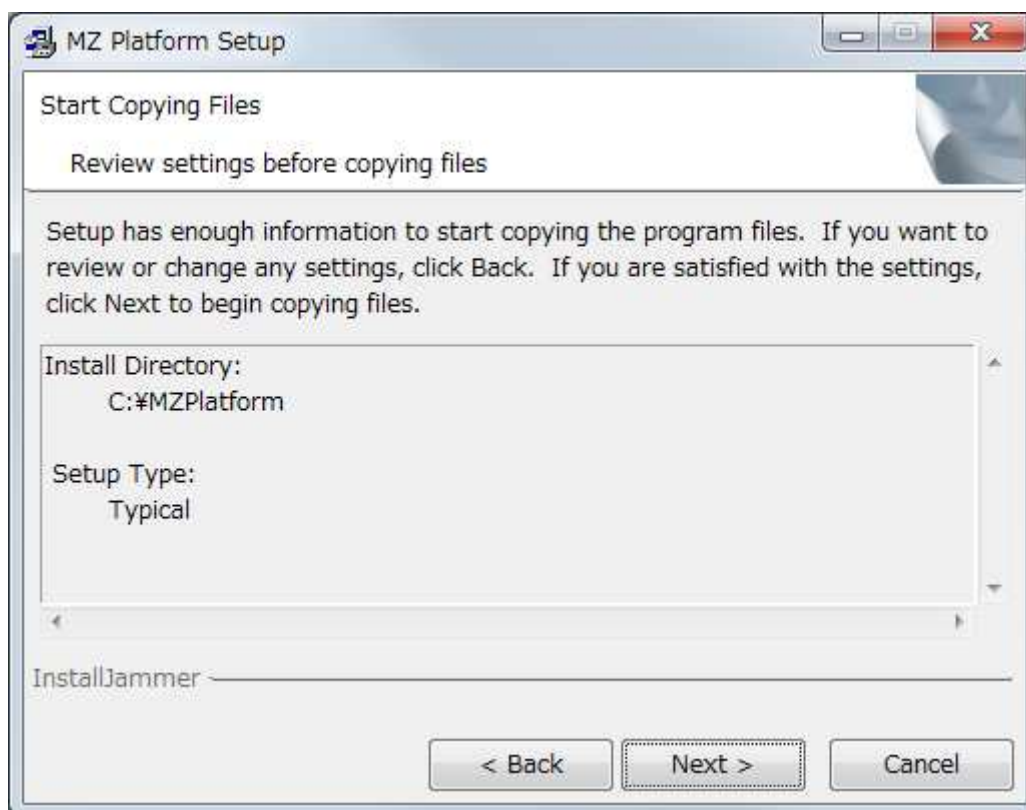 MZ Platform Setup
Start Copying Files
Review settings before copying files
Setup has enough information to start copying the program files.  If you want to
review or change any settings, click Back.  If you are satisfied with the settings,
click Next to begin copying files.
Install Directory:
C:¥MZPlatform
Setup Type:
Typical
InstallJammer
< Back
Next >
Cancel